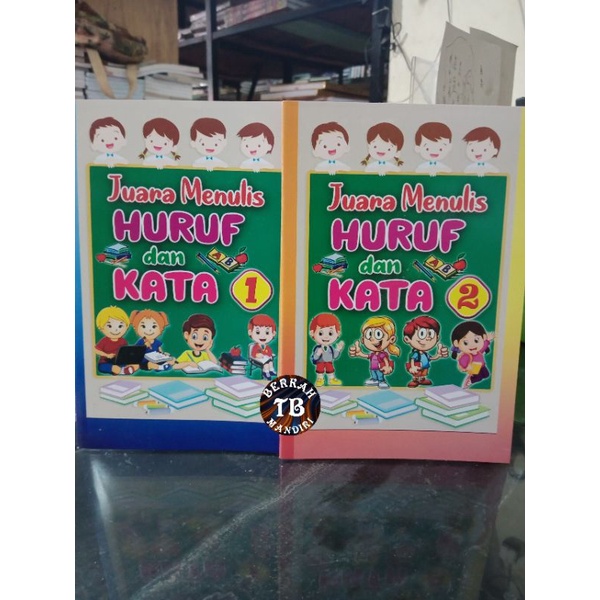 Juara Menulis
HURUF
dan
KATA 1
Juara Menulis
HURUF
dan
KATA 2
BERKAH
TB
MANDIRI